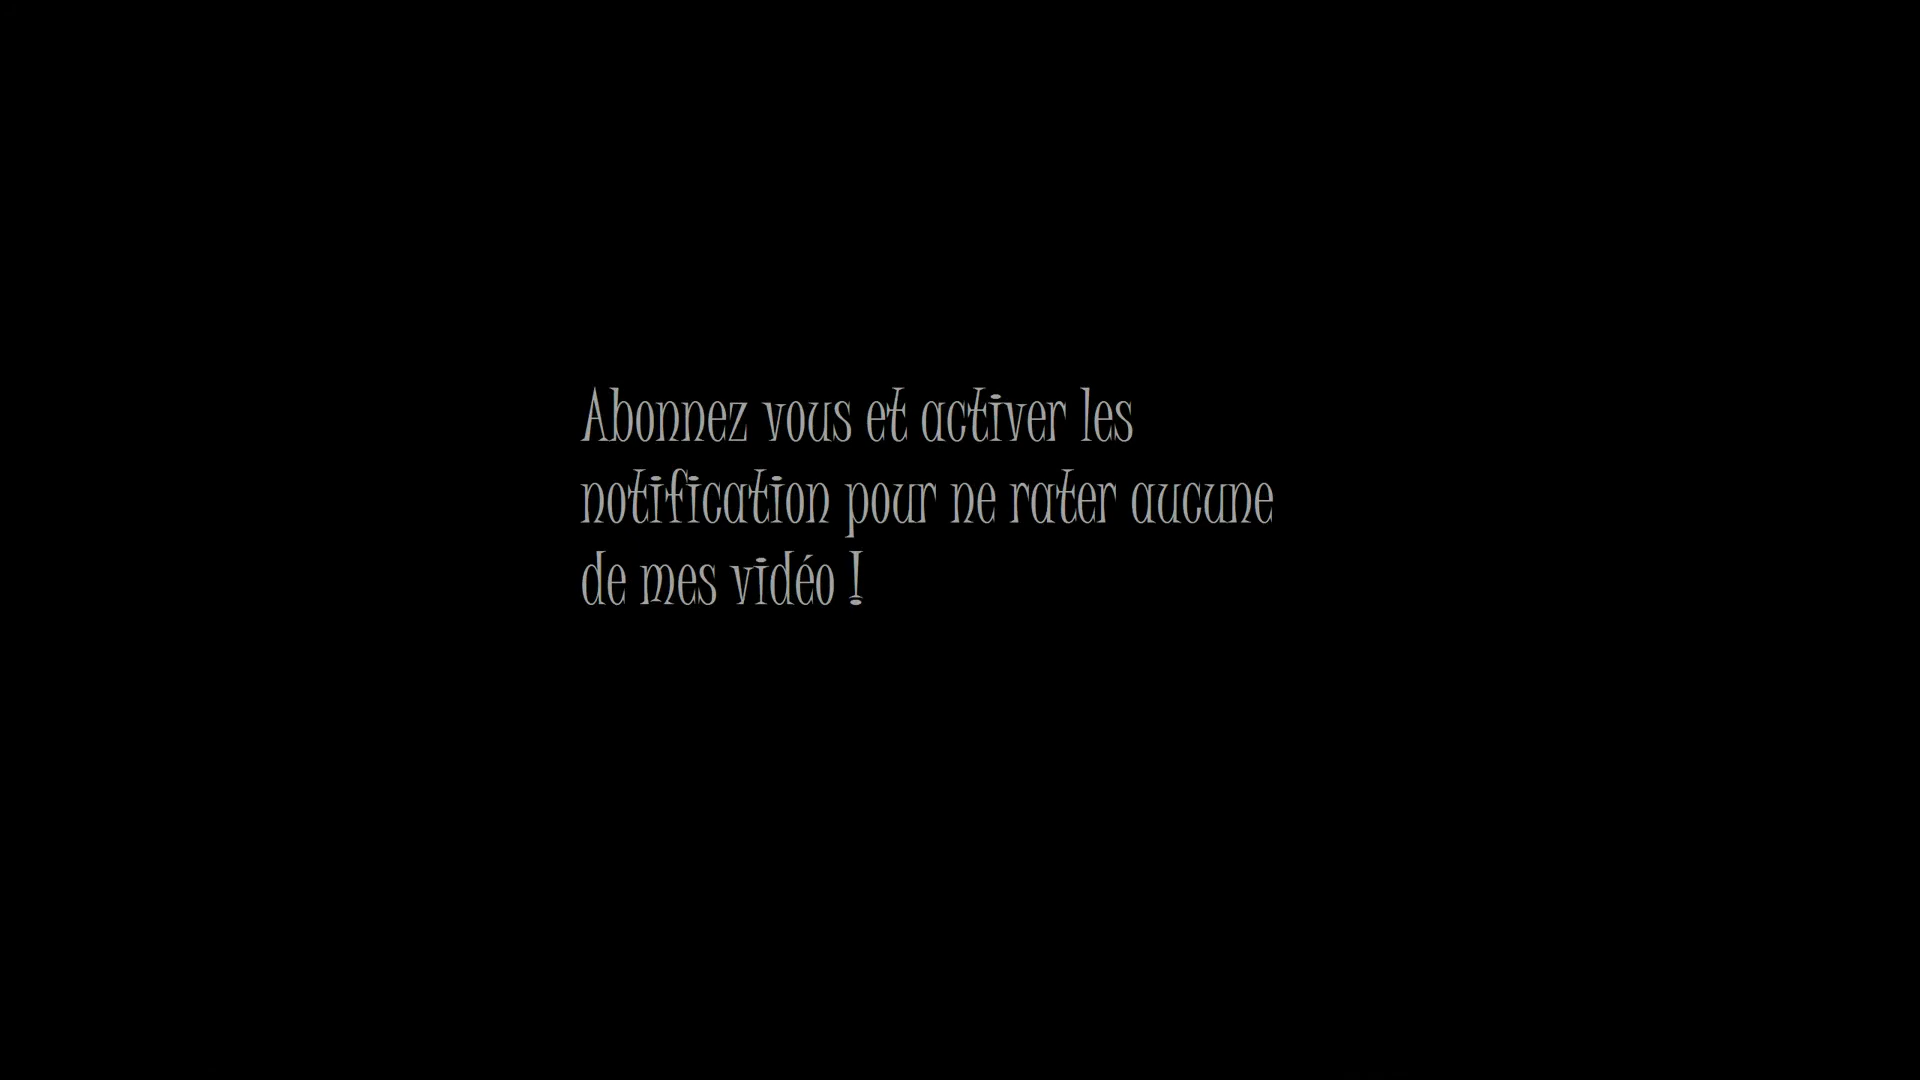 Abonnez vous et activer les
notification pour ne rater aucune
de mes vidéo !